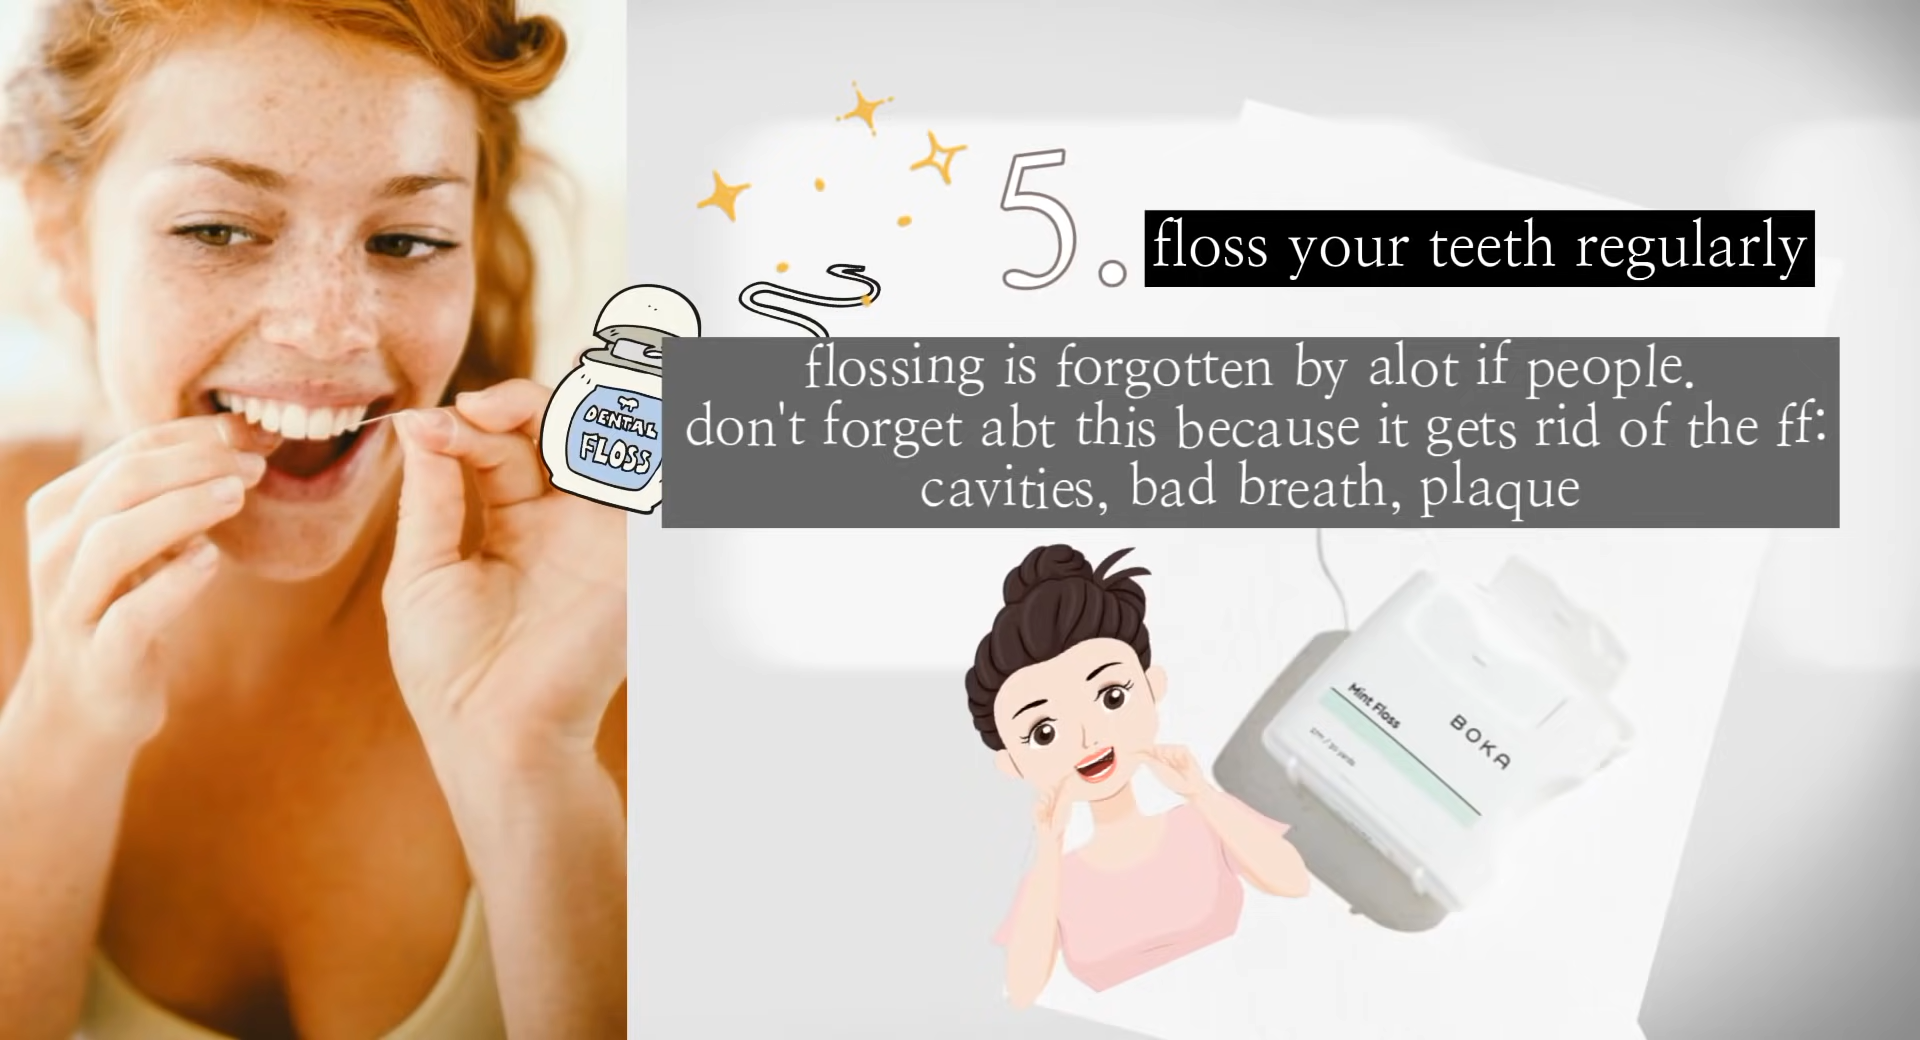 5. floss your teeth regularly
flossing is forgotten by alot if people.
don't forget abt this because it gets rid of the ff:
cavities, bad breath, plaque
DENTAL
FLOSS
Mint Floss
BOKA